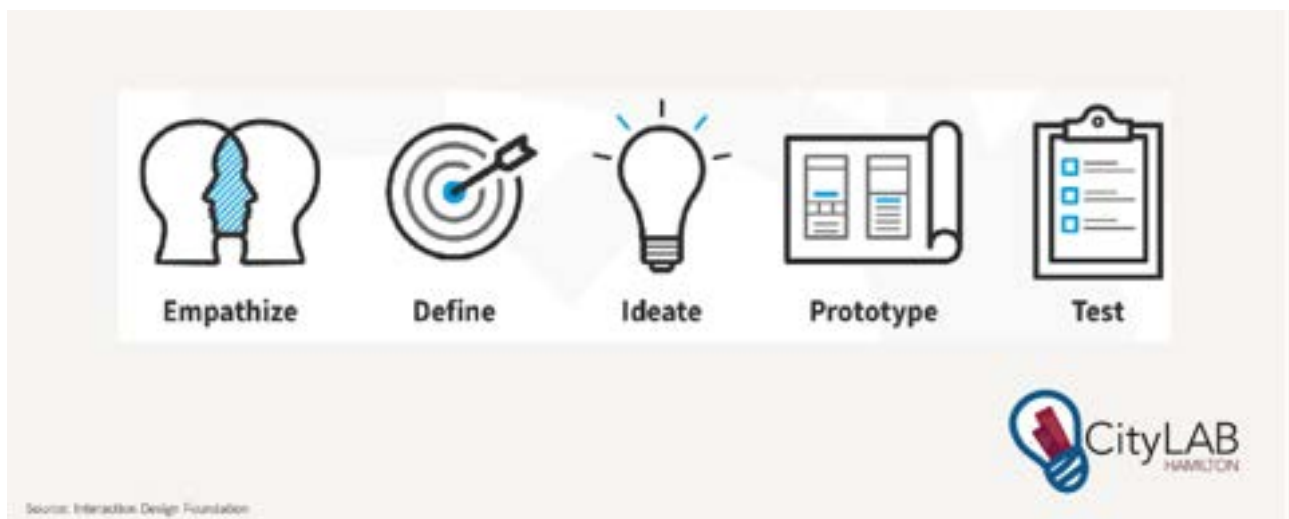 Empathize Define Ideate Prototype Test
CityLAB
HAMILTON
Source: Interaction Design Foundation